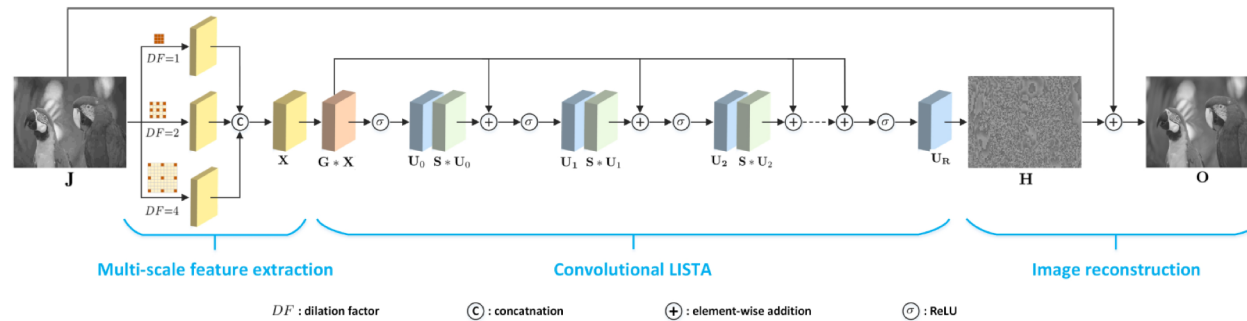 DF=1
DF=2
DF=4
J
C
X
G ∗ X
σ
U₀ S ∗ U₀
+
σ
U₁ S ∗ U₁
+
σ
U₂ S ∗ U₂
+
+
σ
U_R
H
+
O
Multi-scale feature extraction
Convolutional LISTA
Image reconstruction
DF : dilation factor
C : concatnation
+ : element-wise addition
σ : ReLU